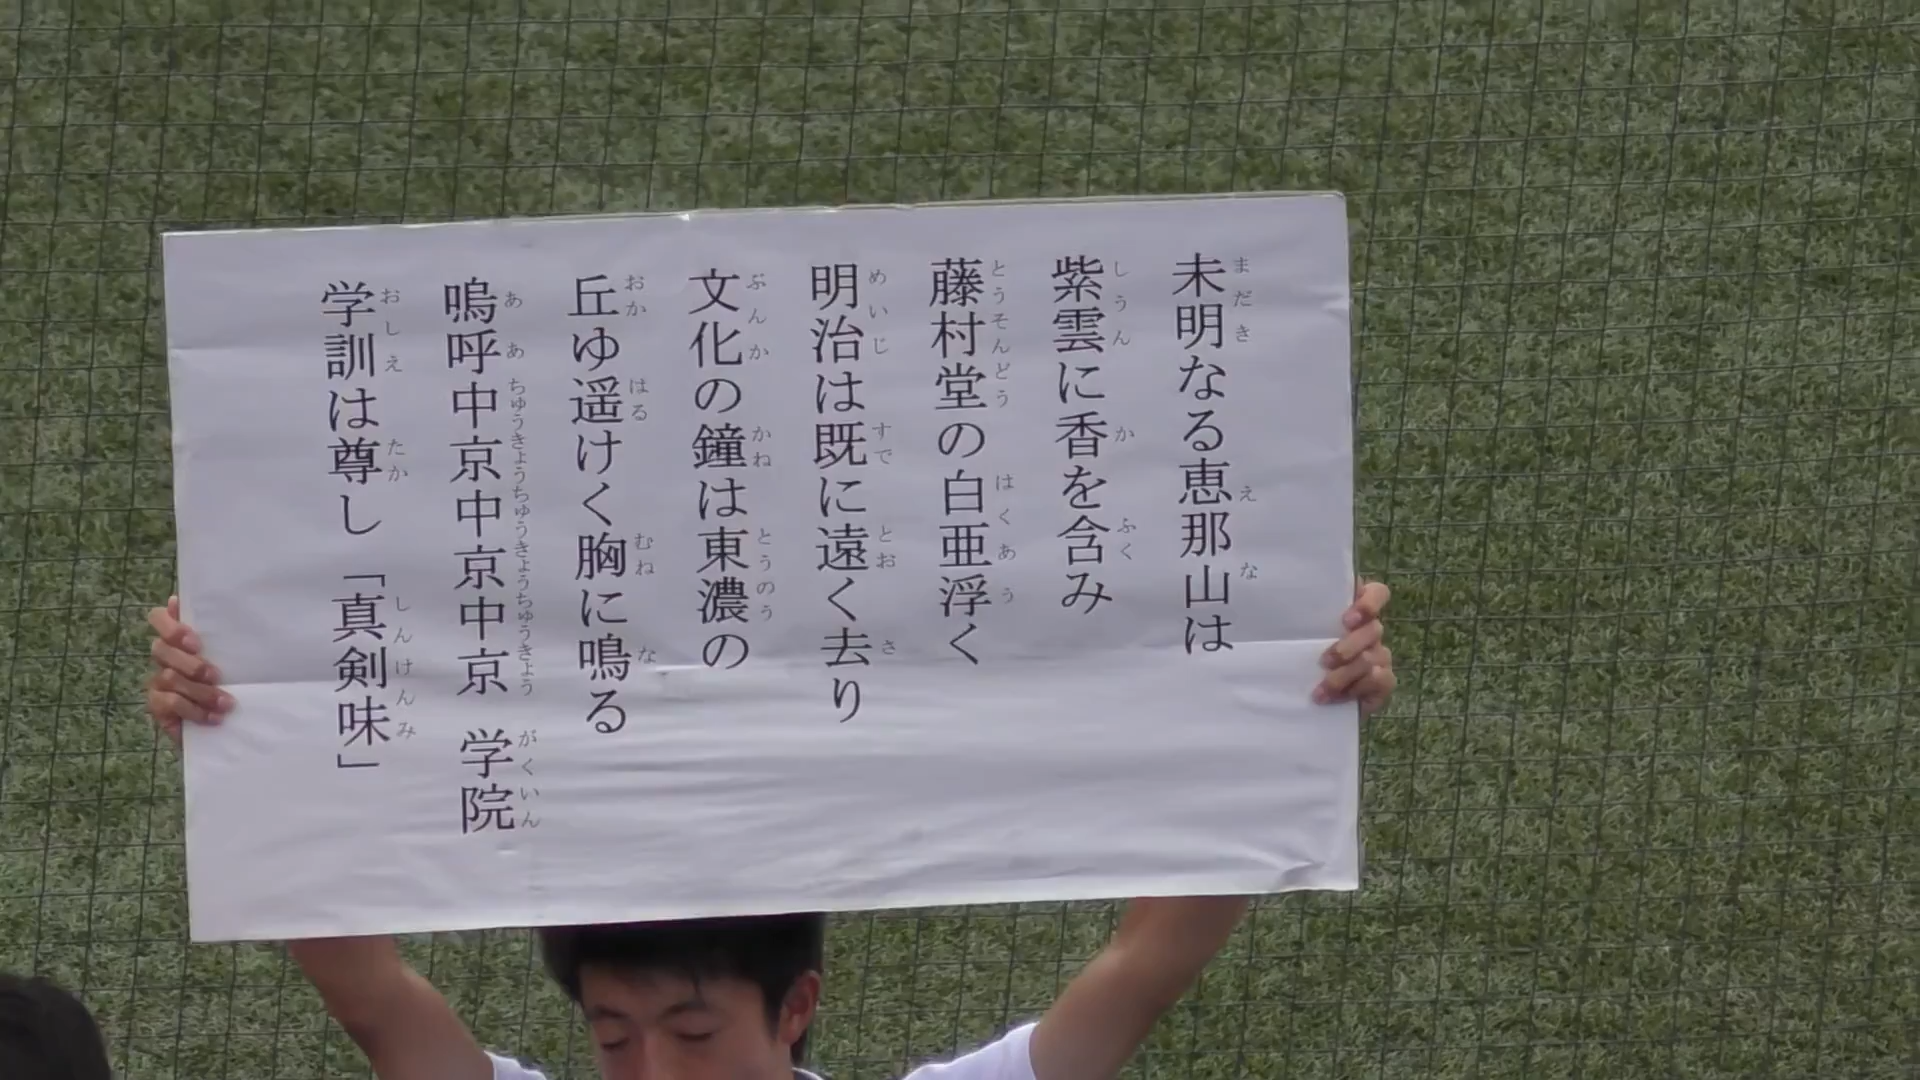 未明なる恵那山は
紫雲に香を含み
藤村堂の白亜浮く
明治は既に遠く去り
文化の鐘は東濃の
丘ゆ遥けく胸に鳴る
嗚呼中京中京中京 学院
学訓は尊し 「真剣味」